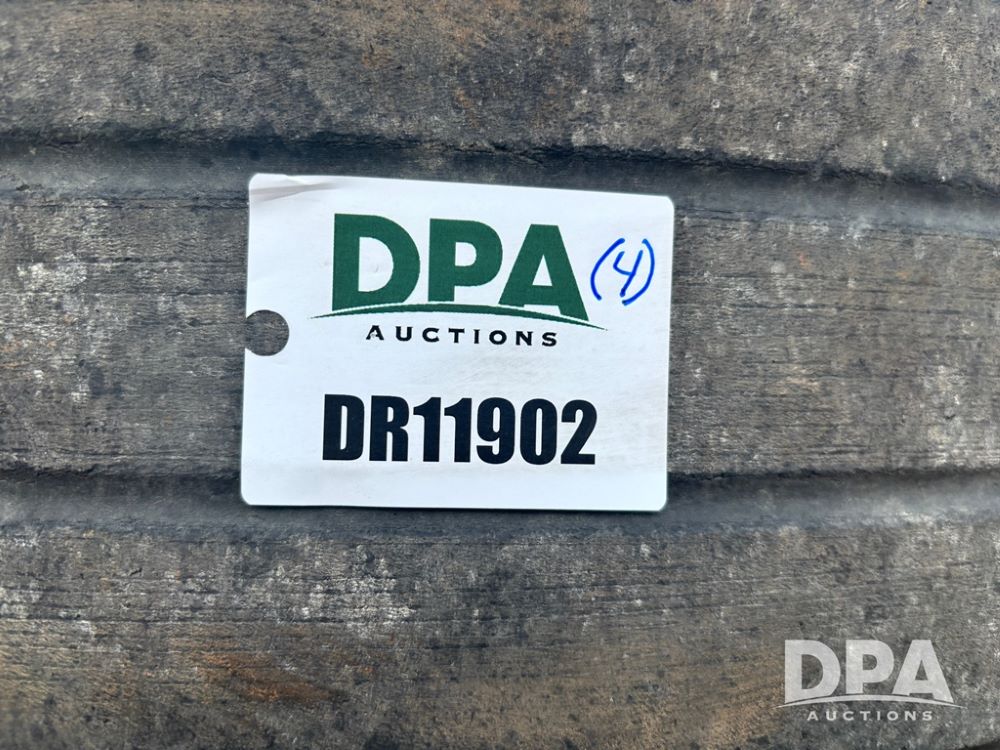 DPA (4)
AUCTIONS
DR11902
DPA
AUCTIONS